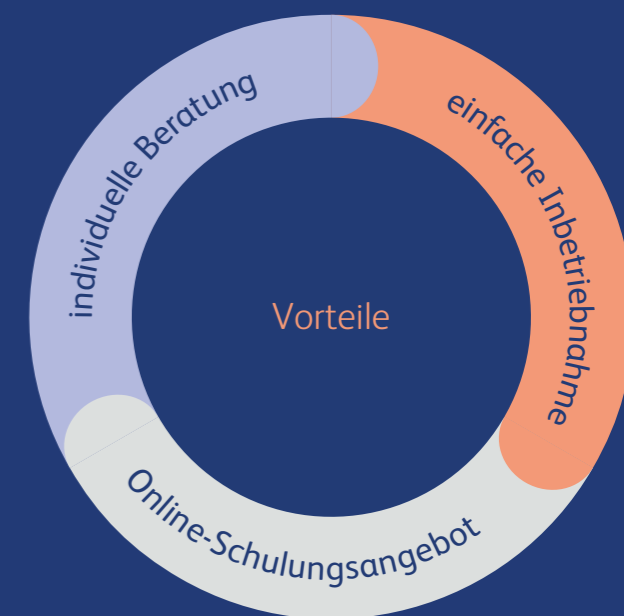 individuelle Beratung
einfache Inbetriebnahme
Vorteile
Online-Schulungsangebot